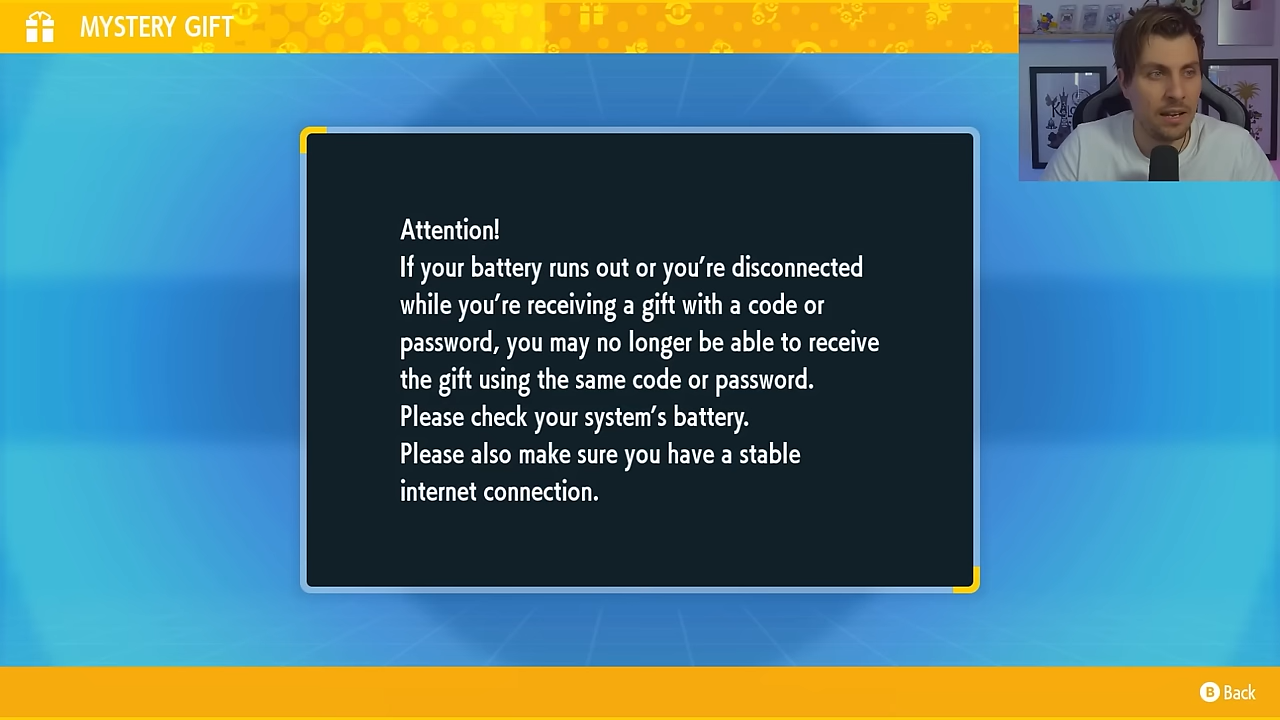 MYSTERY GIFT
Attention!
If your battery runs out or you're disconnected
while you're receiving a gift with a code or
password, you may no longer be able to receive
the gift using the same code or password.
Please check your system's battery.
Please also make sure you have a stable
internet connection.
B Back